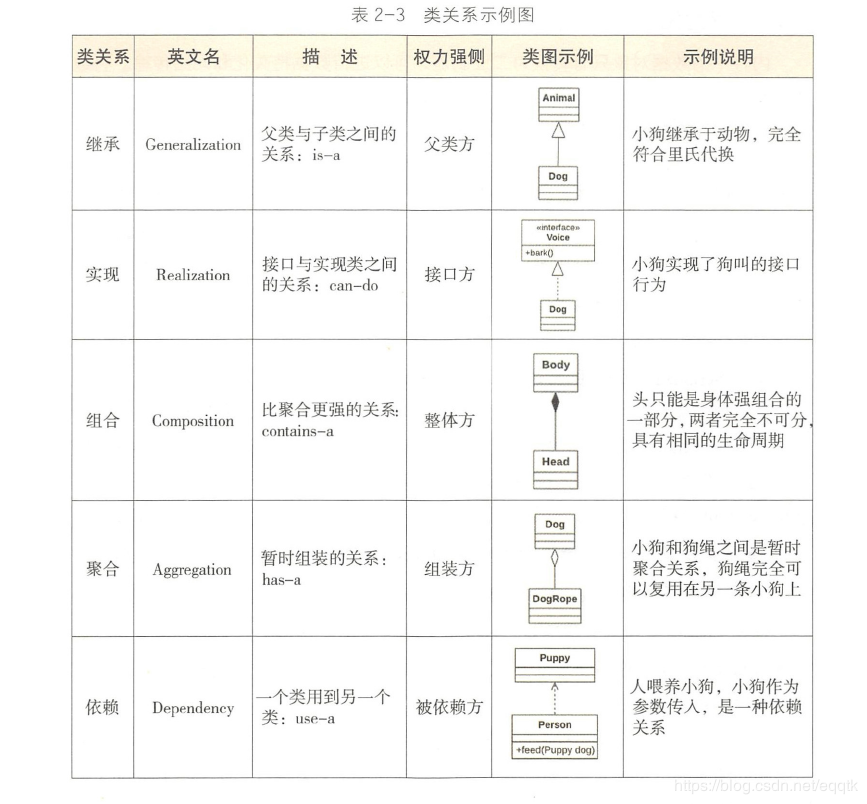 表 2-3 类关系示例图
类关系 英文名 描 述 权力强侧 类图示例 示例说明
继承
Generalization
父类与子类之间的
关系：is-a
父类方
Animal
Dog
小狗继承于动物，完全
符合里氏代换
实现
Realization
接口与实现类之间
的关系：can-do
接口方
«interface»
Voice
+bark()
Dog
小狗实现了狗叫的接口
行为
组合
Composition
比聚合更强的关系：
contains-a
整体方
Body
Head
头只能是身体强组合的
一部分，两者完全不可分，
具有相同的生命周期
聚合
Aggregation
暂时组装的关系：
has-a
组装方
Dog
DogRope
小狗和狗绳之间是暂时
聚合关系，狗绳完全可
以复用在另一条小狗上
依赖
Dependency
一个类用到另一个
类：use-a
被依赖方
Puppy
Person
+feed(Puppy dog)
人喂养小狗，小狗作为
参数传入，是一种依赖
关系
https://blog.csdn.net/eqqtk